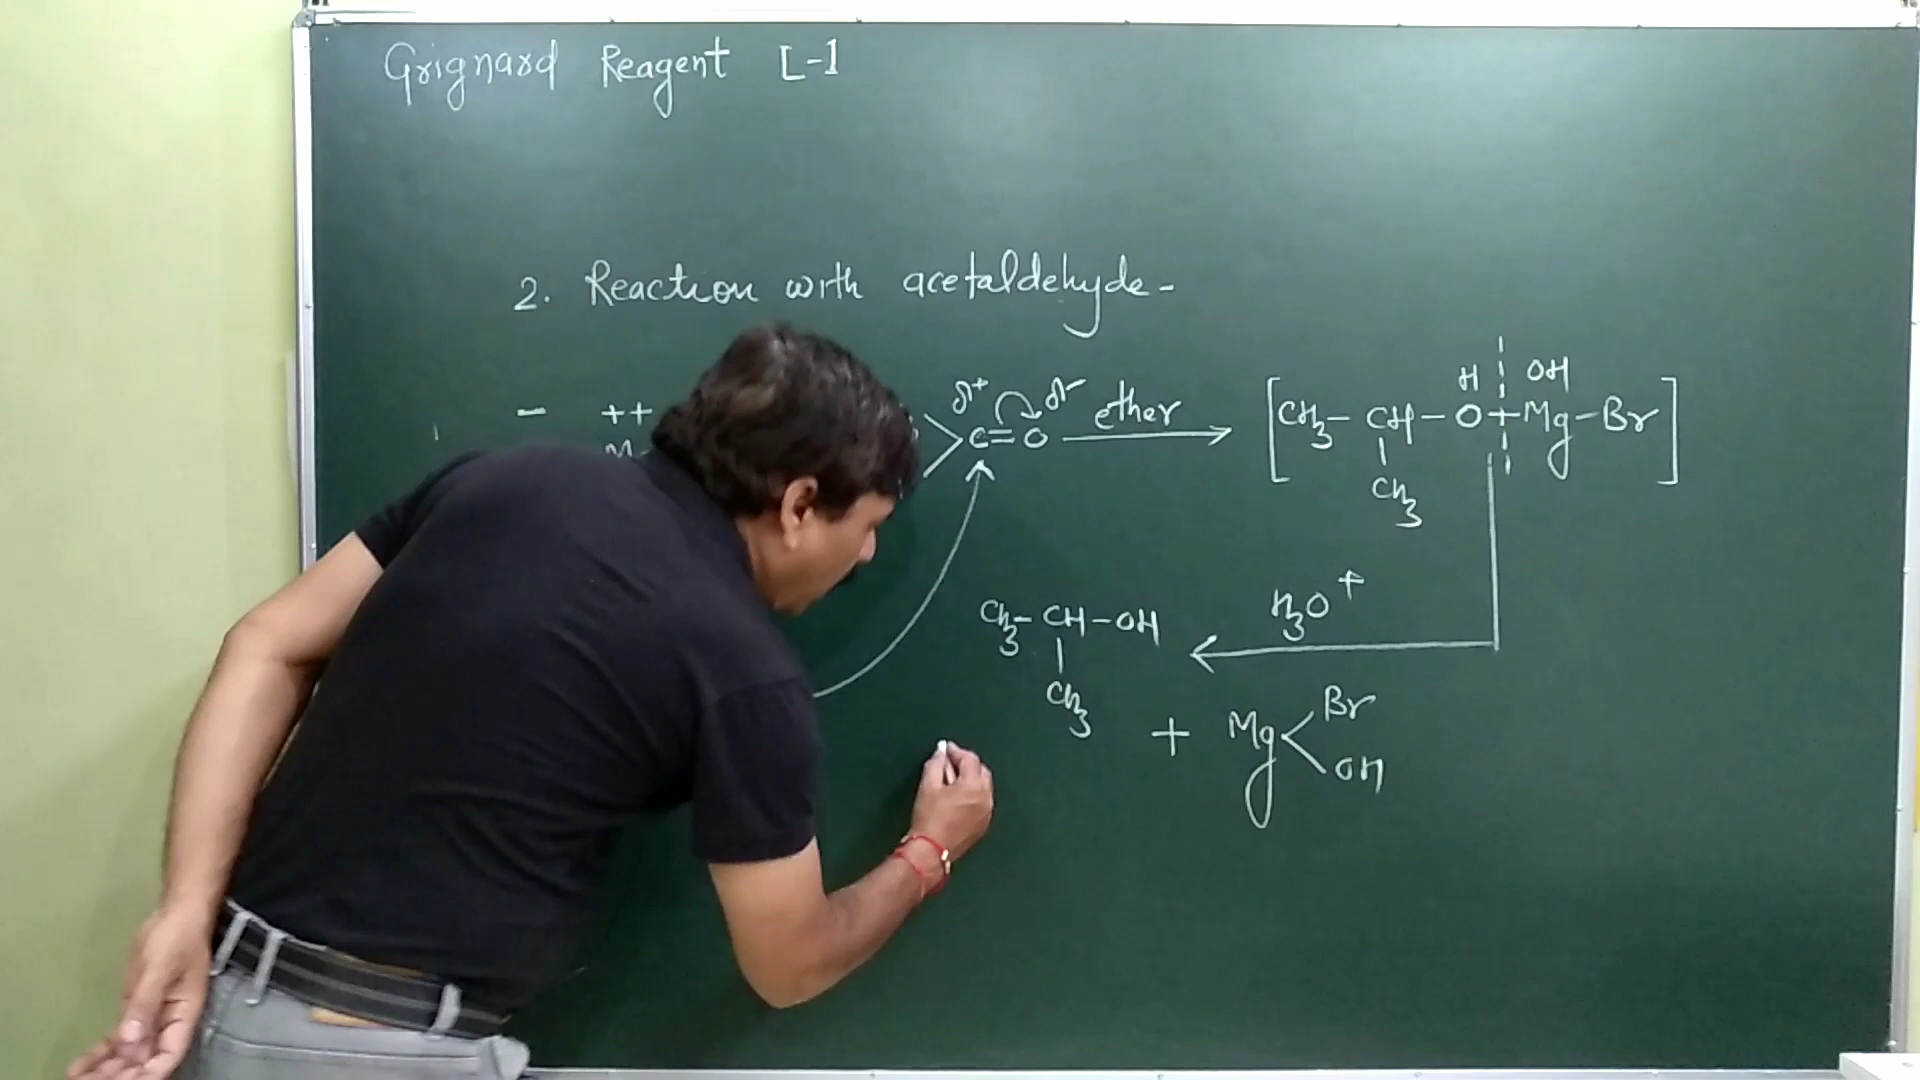 Grignard Reagent [-1
2. Reaction with acetaldehyde-
- ++
δ+ δ- ether H OH
C=O [CH3-CH-O+Mg-Br]
CH3
H3O+
CH3-CH-OH
CH3
+ Mg Br
OH